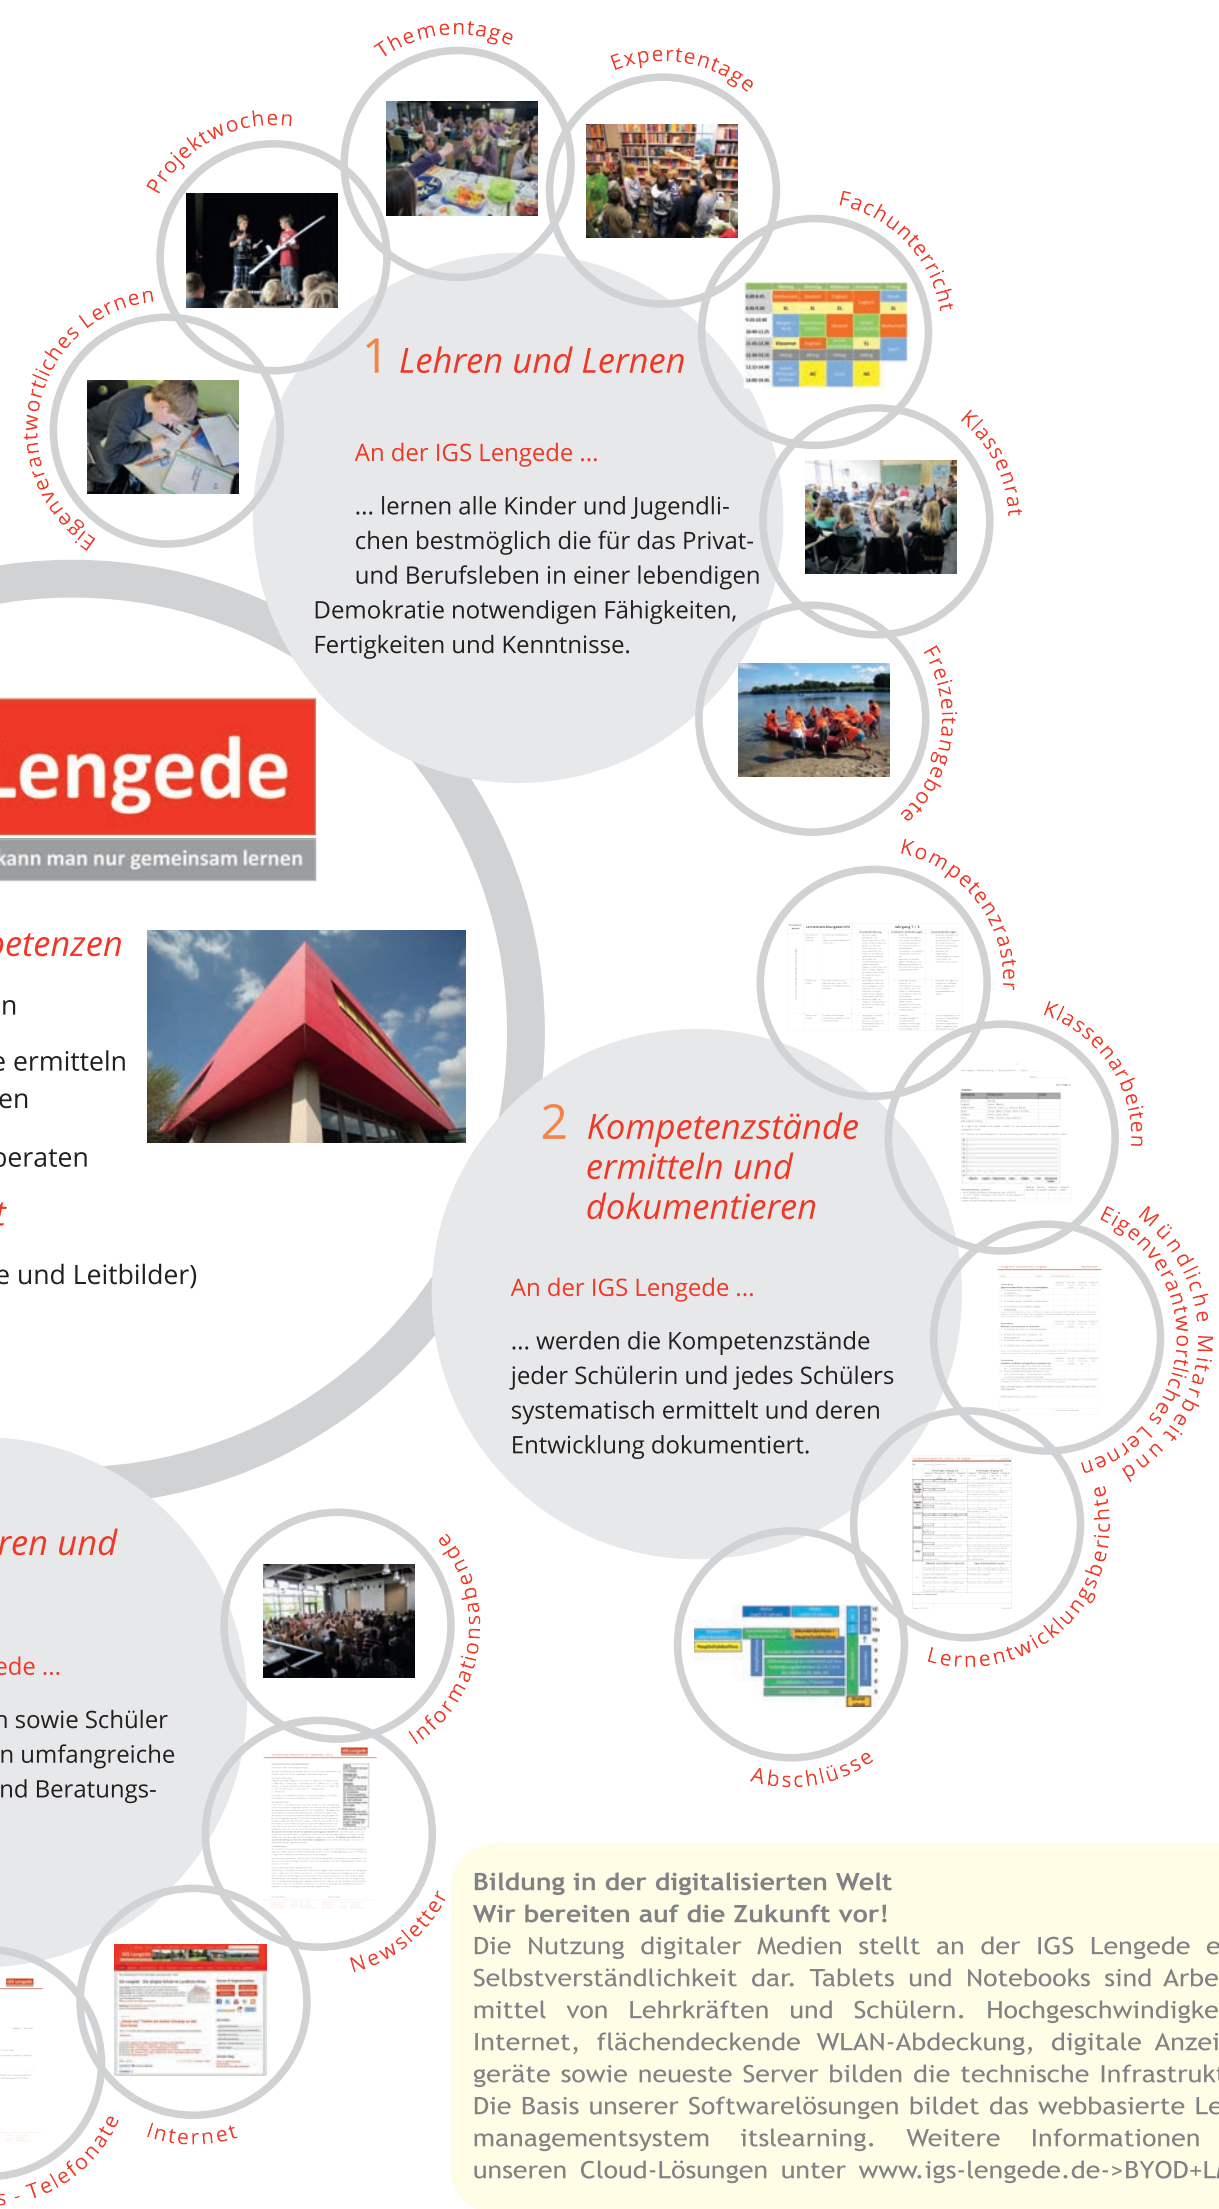 Thementage
Expertentage
Projektwochen
Fachunterricht
Eigenverantwortliches Lernen
1 Lehren und Lernen
Klassenrat
An der IGS Lengede ...
... lernen alle Kinder und Jugendli-
chen bestmöglich die für das Privat-
und Berufsleben in einer lebendigen
Demokratie notwendigen Fähigkeiten,
Fertigkeiten und Kenntnisse.
Freizeitangebote
Lengede
kann man nur gemeinsam lernen
petenzen
n
e ermitteln
en
beraten
t
e und Leitbilder)
Kompetenzraster
Klassenarbeiten
2 Kompetenzstände
ermitteln und
dokumentieren
Mündliche Mitarbeit und
Eigenverantwortliches Lernen
An der IGS Lengede ...
... werden die Kompetenzstände
jeder Schülerin und jedes Schülers
systematisch ermittelt und deren
Entwicklung dokumentiert.
Lernentwicklungsberichte
Abschlüsse
ren und
Informationsabende
ede ...
n sowie Schüler
n umfangreiche
nd Beratungs-
Newsletter
Internet
s - Telefonate
Bildung in der digitalisierten Welt
Wir bereiten auf die Zukunft vor!
Die Nutzung digitaler Medien stellt an der IGS Lengede e
Selbstverständlichkeit dar. Tablets und Notebooks sind Arbe
mittel von Lehrkräften und Schülern. Hochgeschwindigke
Internet, flächendeckende WLAN-Abdeckung, digitale Anzei
geräte sowie neueste Server bilden die technische Infrastrukt
Die Basis unserer Softwarelösungen bildet das webbasierte Le
managementsystem itslearning. Weitere Informationen
unseren Cloud-Lösungen unter www.igs-lengede.de->BYOD+LM